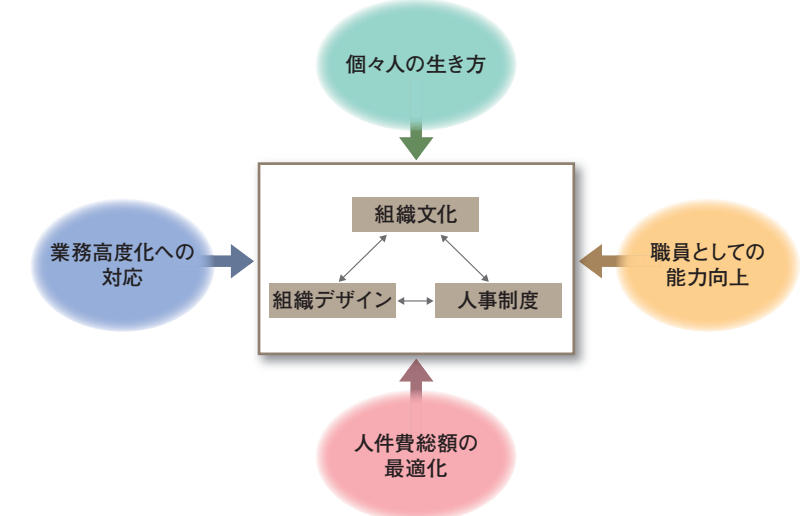 個々人の生き方
組織文化
業務高度化への
対応
職員としての
能力向上
組織デザイン
人事制度
人件費総額の
最適化